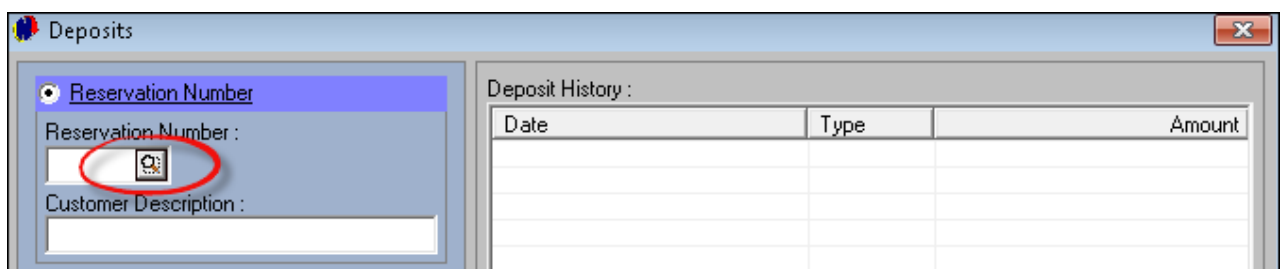 Deposits
Reservation Number
Reservation Number :
Customer Description :
Deposit History :
Date Type Amount